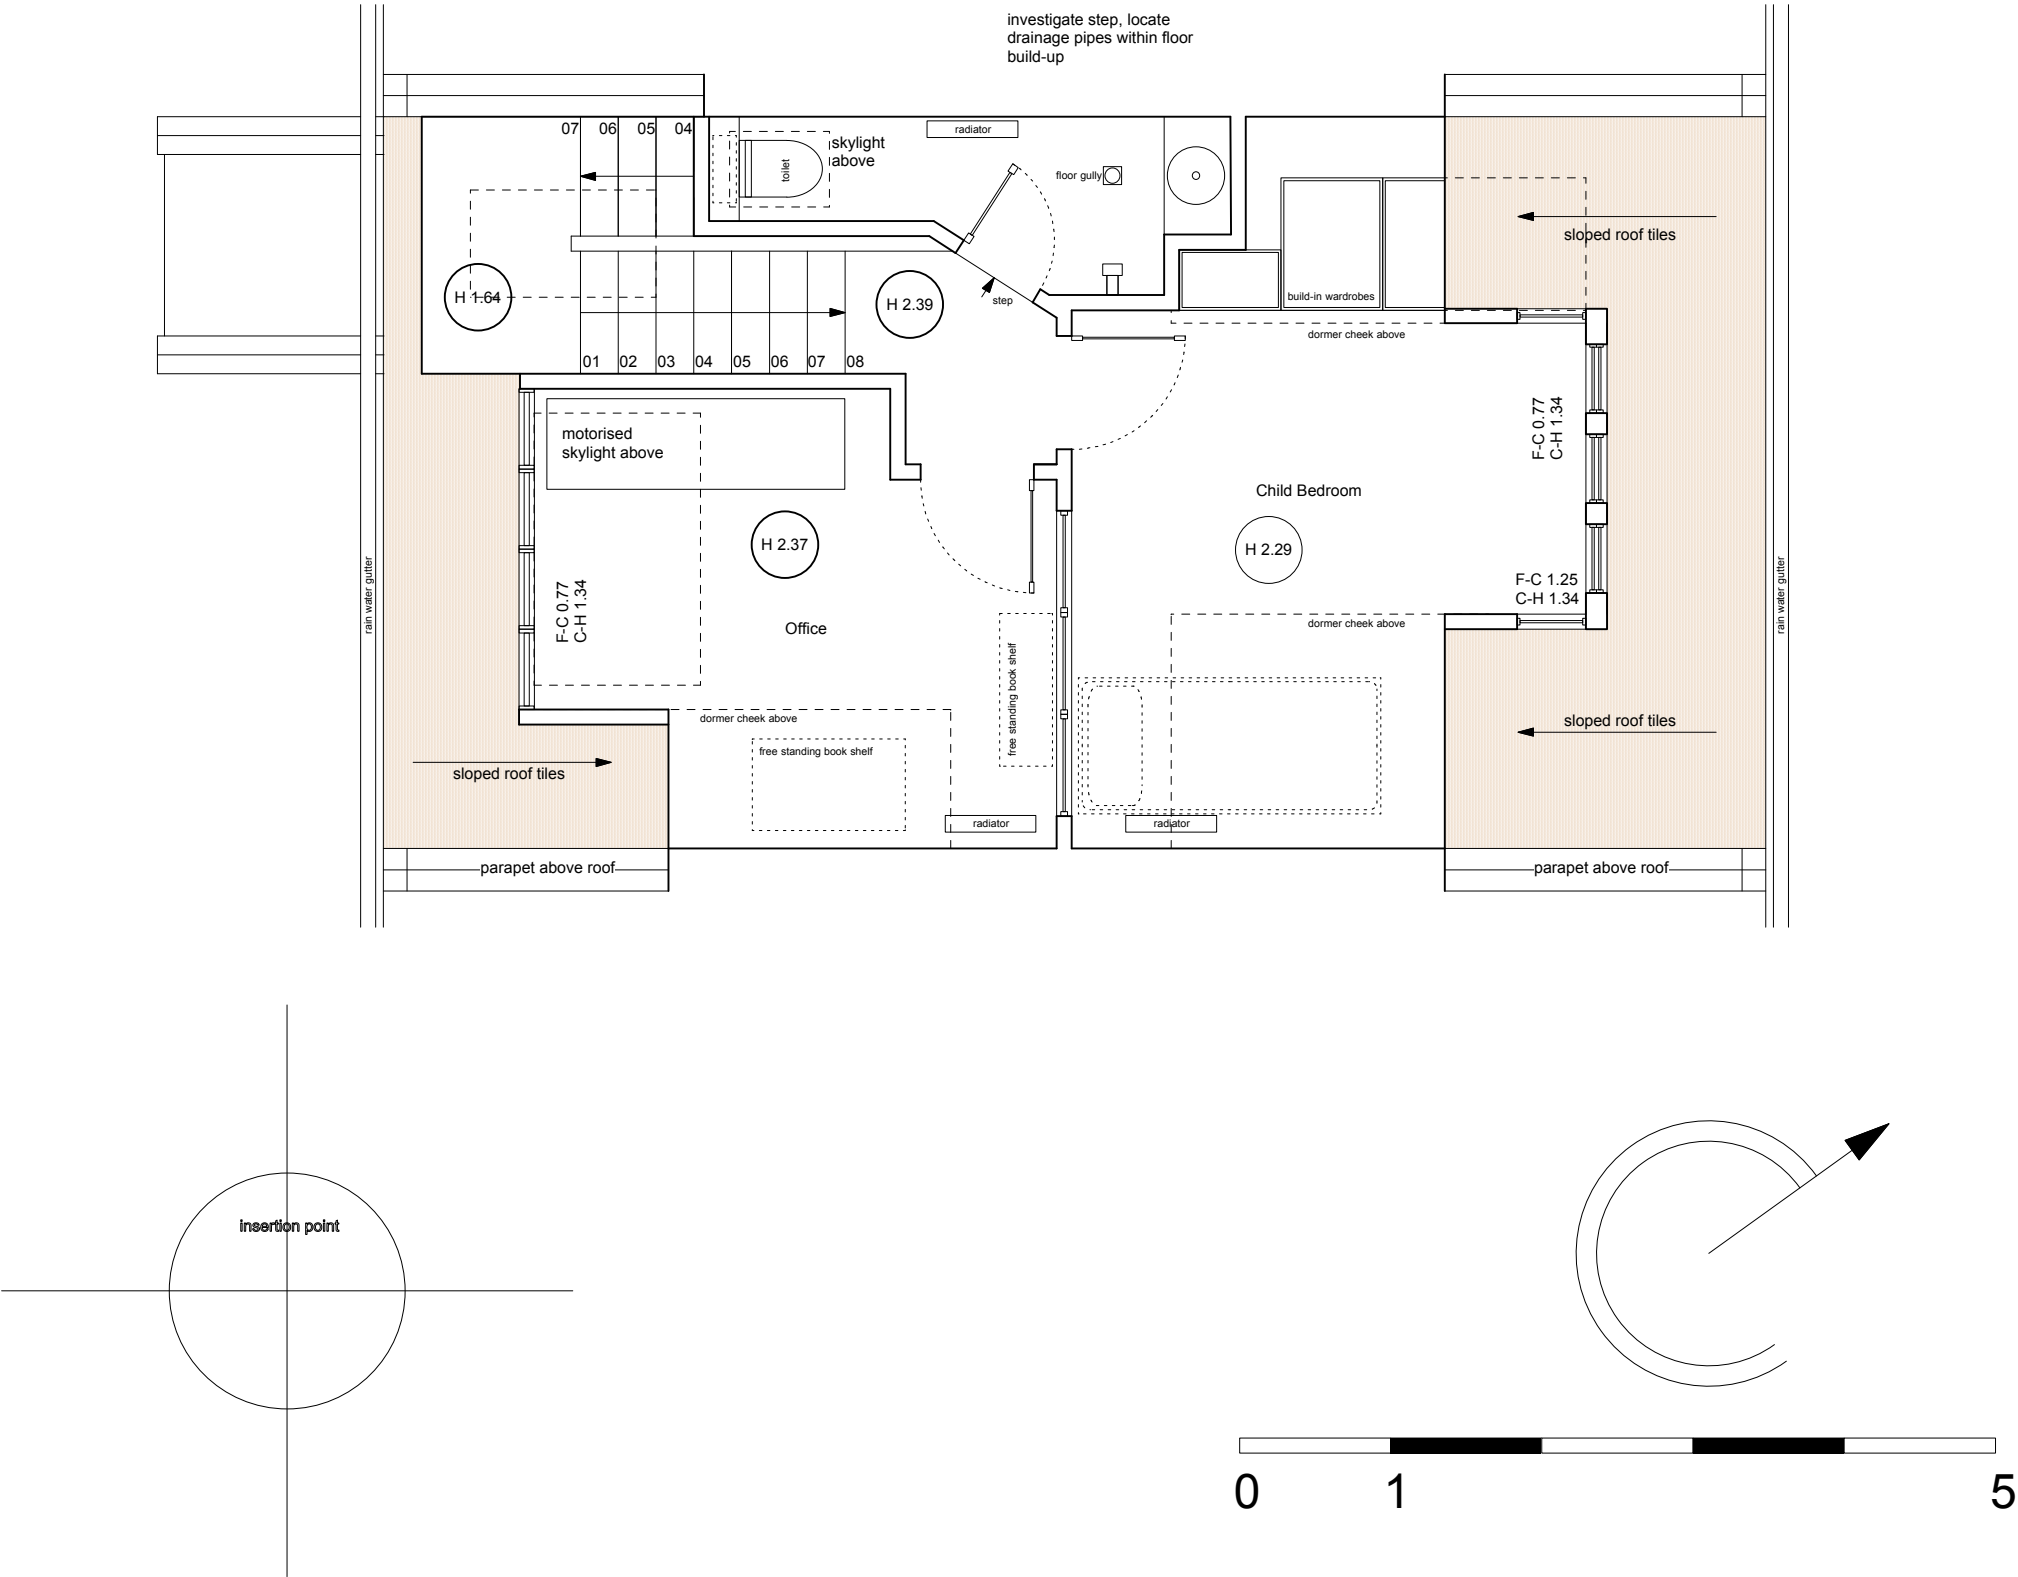 investigate step, locate
drainage pipes within floor
build-up
07 06 05 04
toilet
skylight
above
radiator
floor gully
sloped roof tiles
H 1.64
H 2.39
step
build-in wardrobes
dormer cheek above
01 02 03 04 05 06 07 08
motorised
skylight above
F-C 0.77
C-H 1.34
Child Bedroom
H 2.37
H 2.29
F-C 1.25
C-H 1.34
rain water gutter
F-C 0.77
C-H 1.34
Office
rain water gutter
dormer cheek above
free standing book shelf
dormer cheek above
free standing book shelf
sloped roof tiles
sloped roof tiles
radiator
radiator
parapet above roof
parapet above roof
insertion point
0 1 5